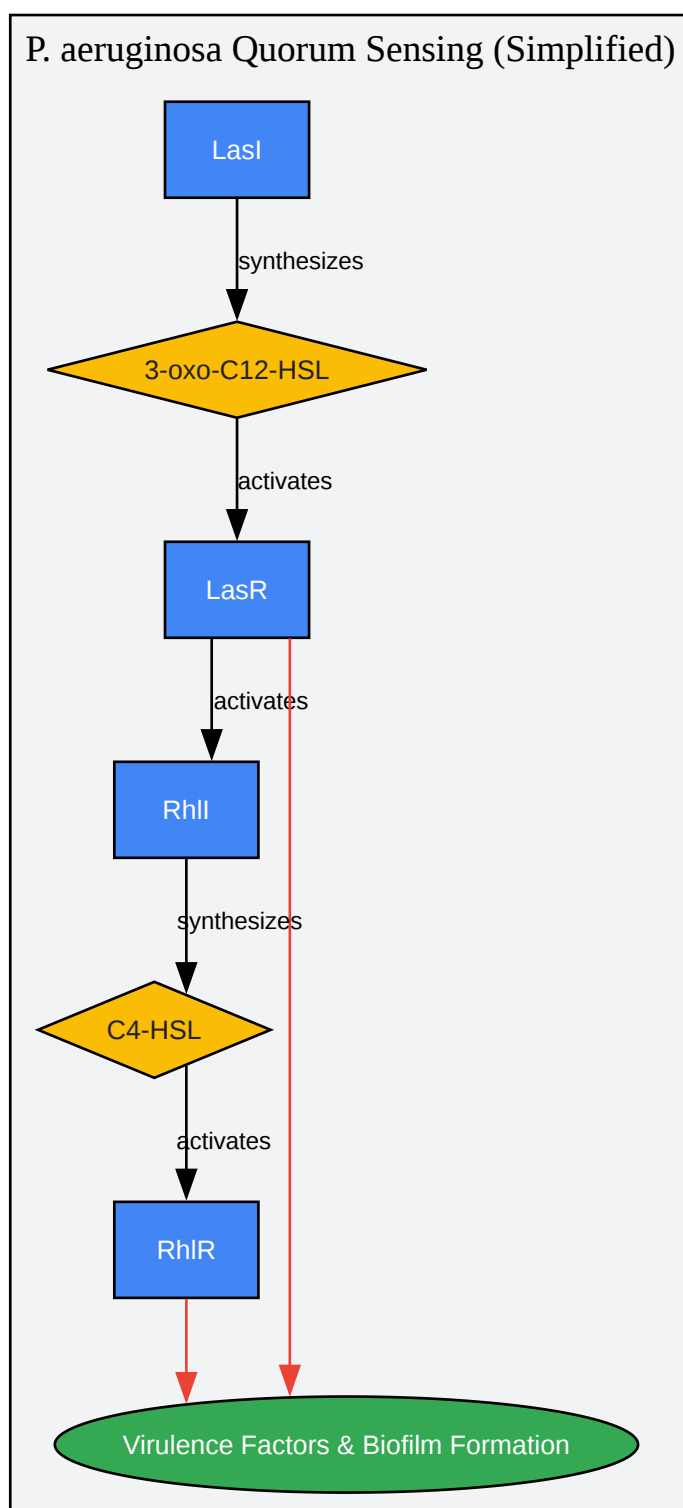 P. aeruginosa Quorum Sensing (Simplified)
LasI
synthesizes
3-oxo-C12-HSL
activates
LasR
activates
RhlI
synthesizes
C4-HSL
activates
RhlR
Virulence Factors & Biofilm Formation